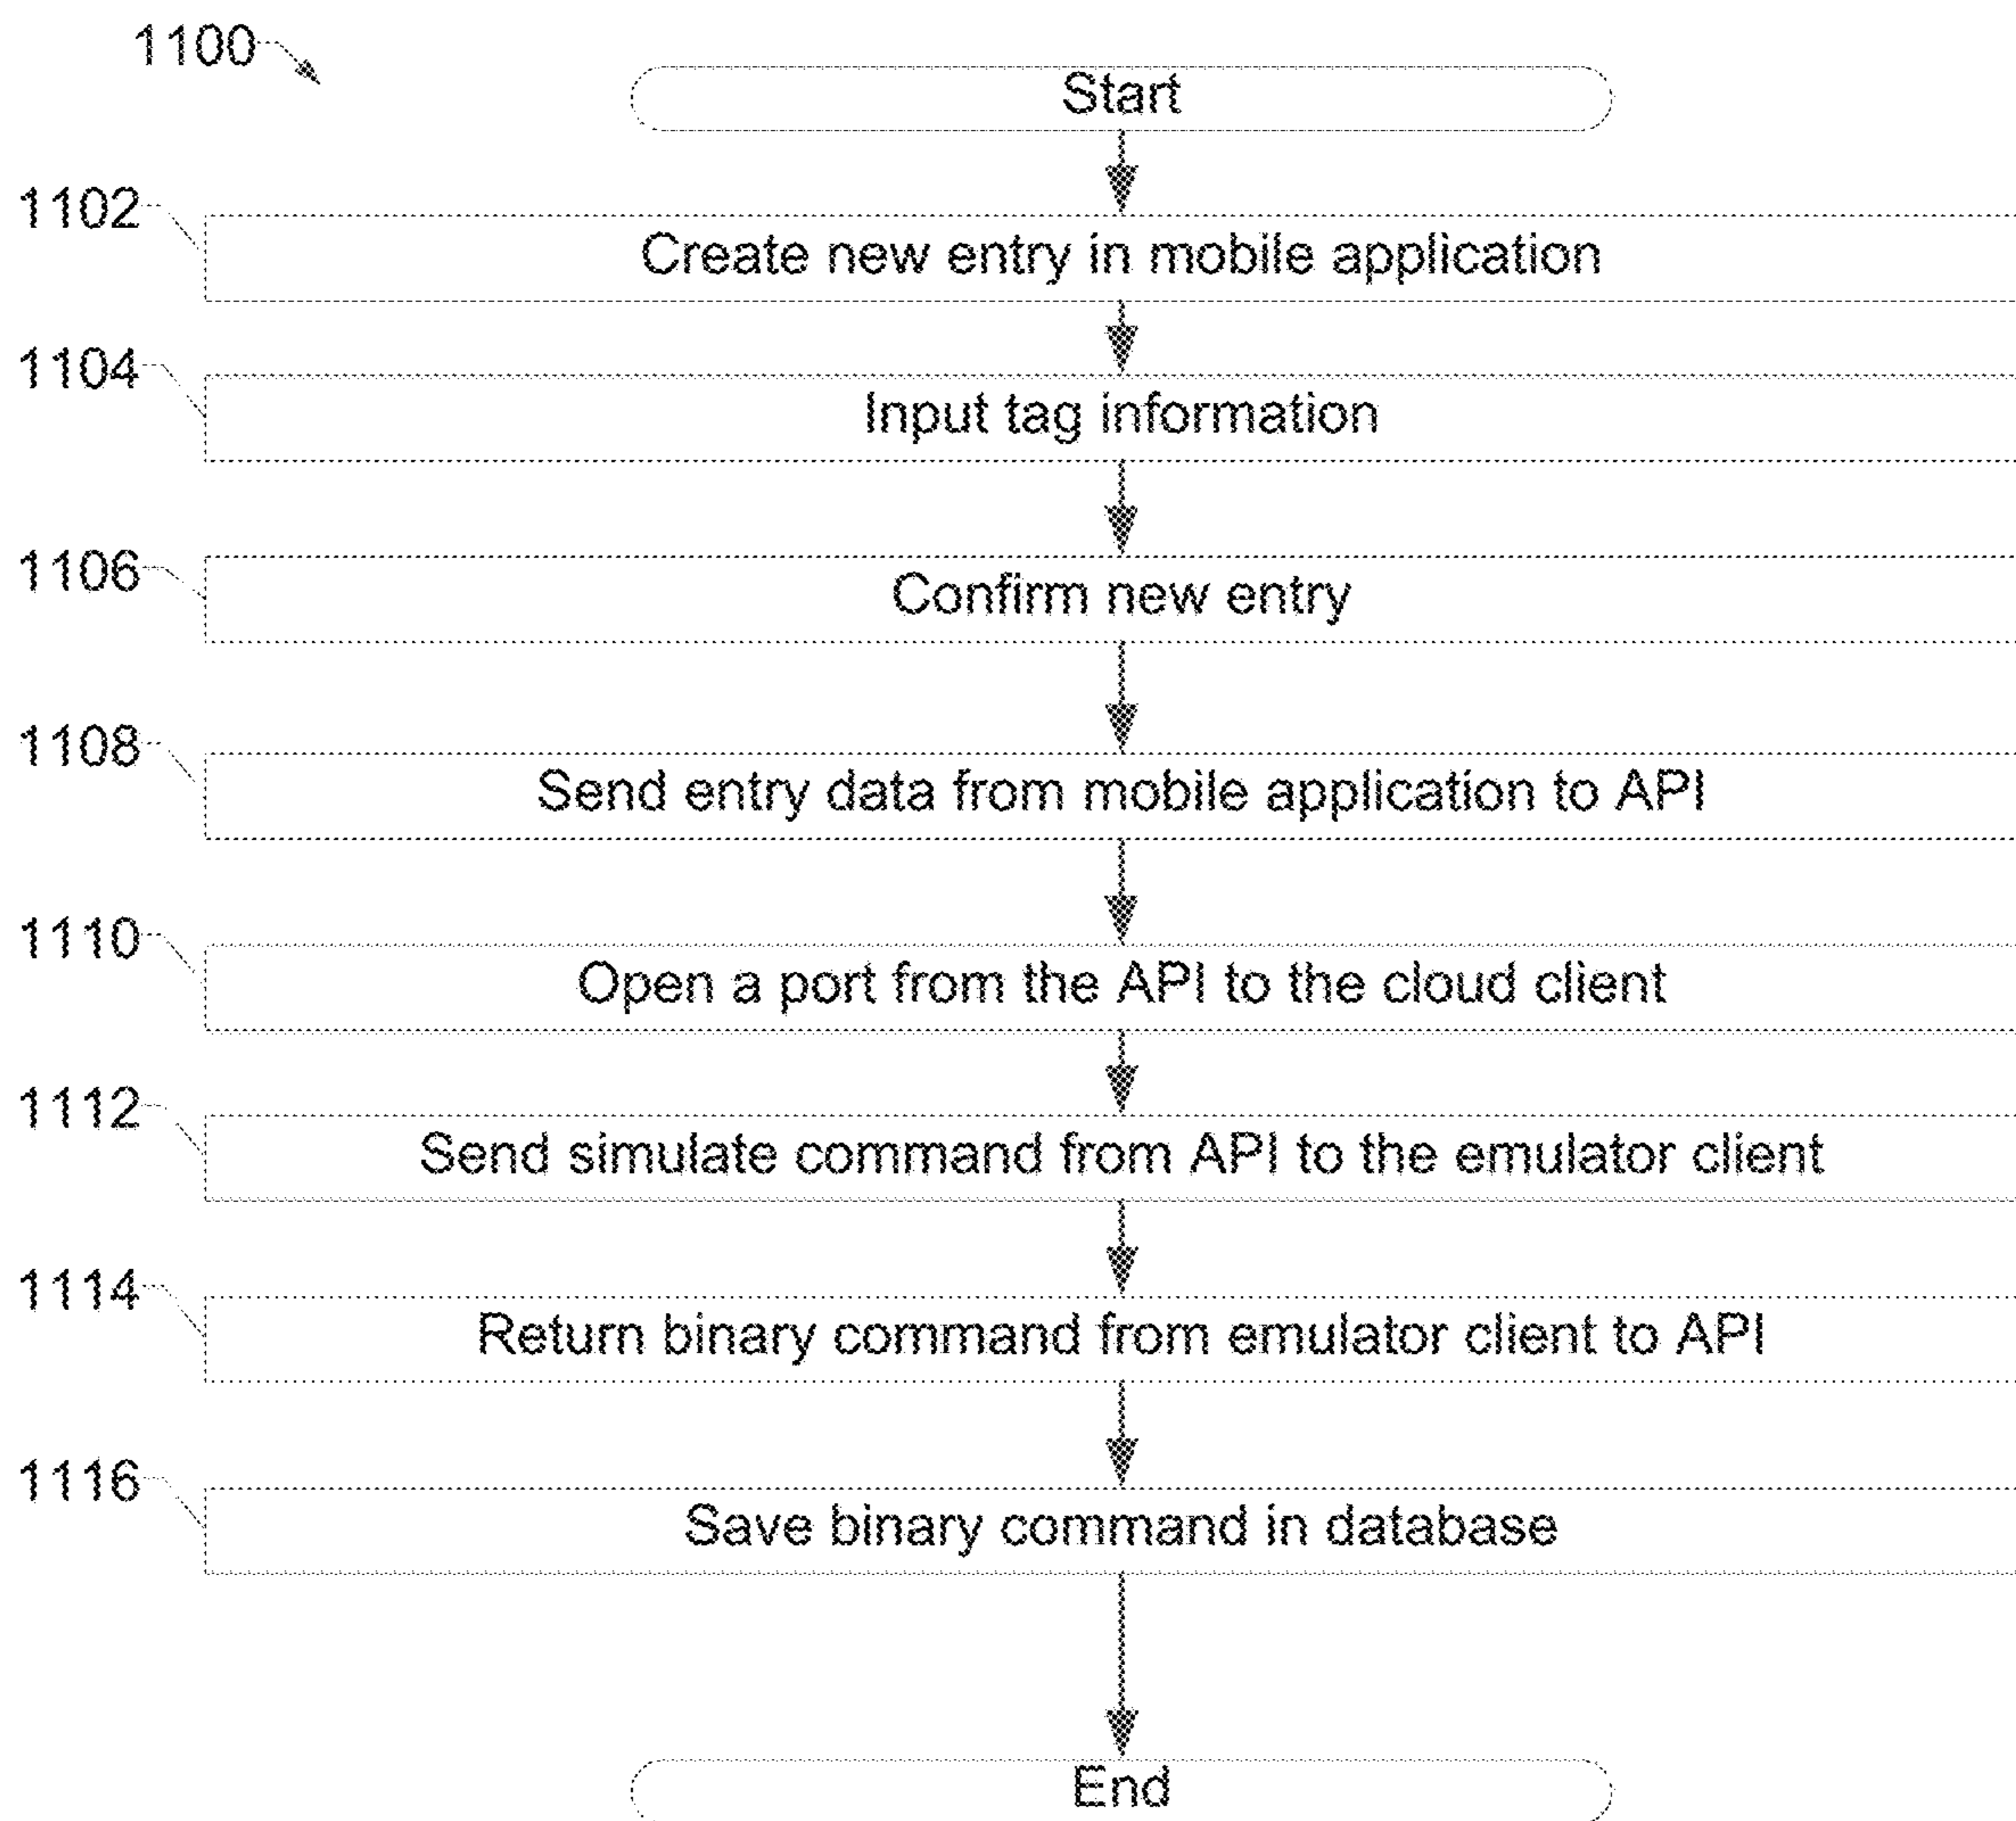 1100
Start
1102
Create new entry in mobile application
1104
Input tag information
1106
Confirm new entry
1108
Send entry data from mobile application to API
1110
Open a port from the API to the cloud client
1112
Send simulate command from API to the emulator client
1114
Return binary command from emulator client to API
1116
Save binary command in database
End